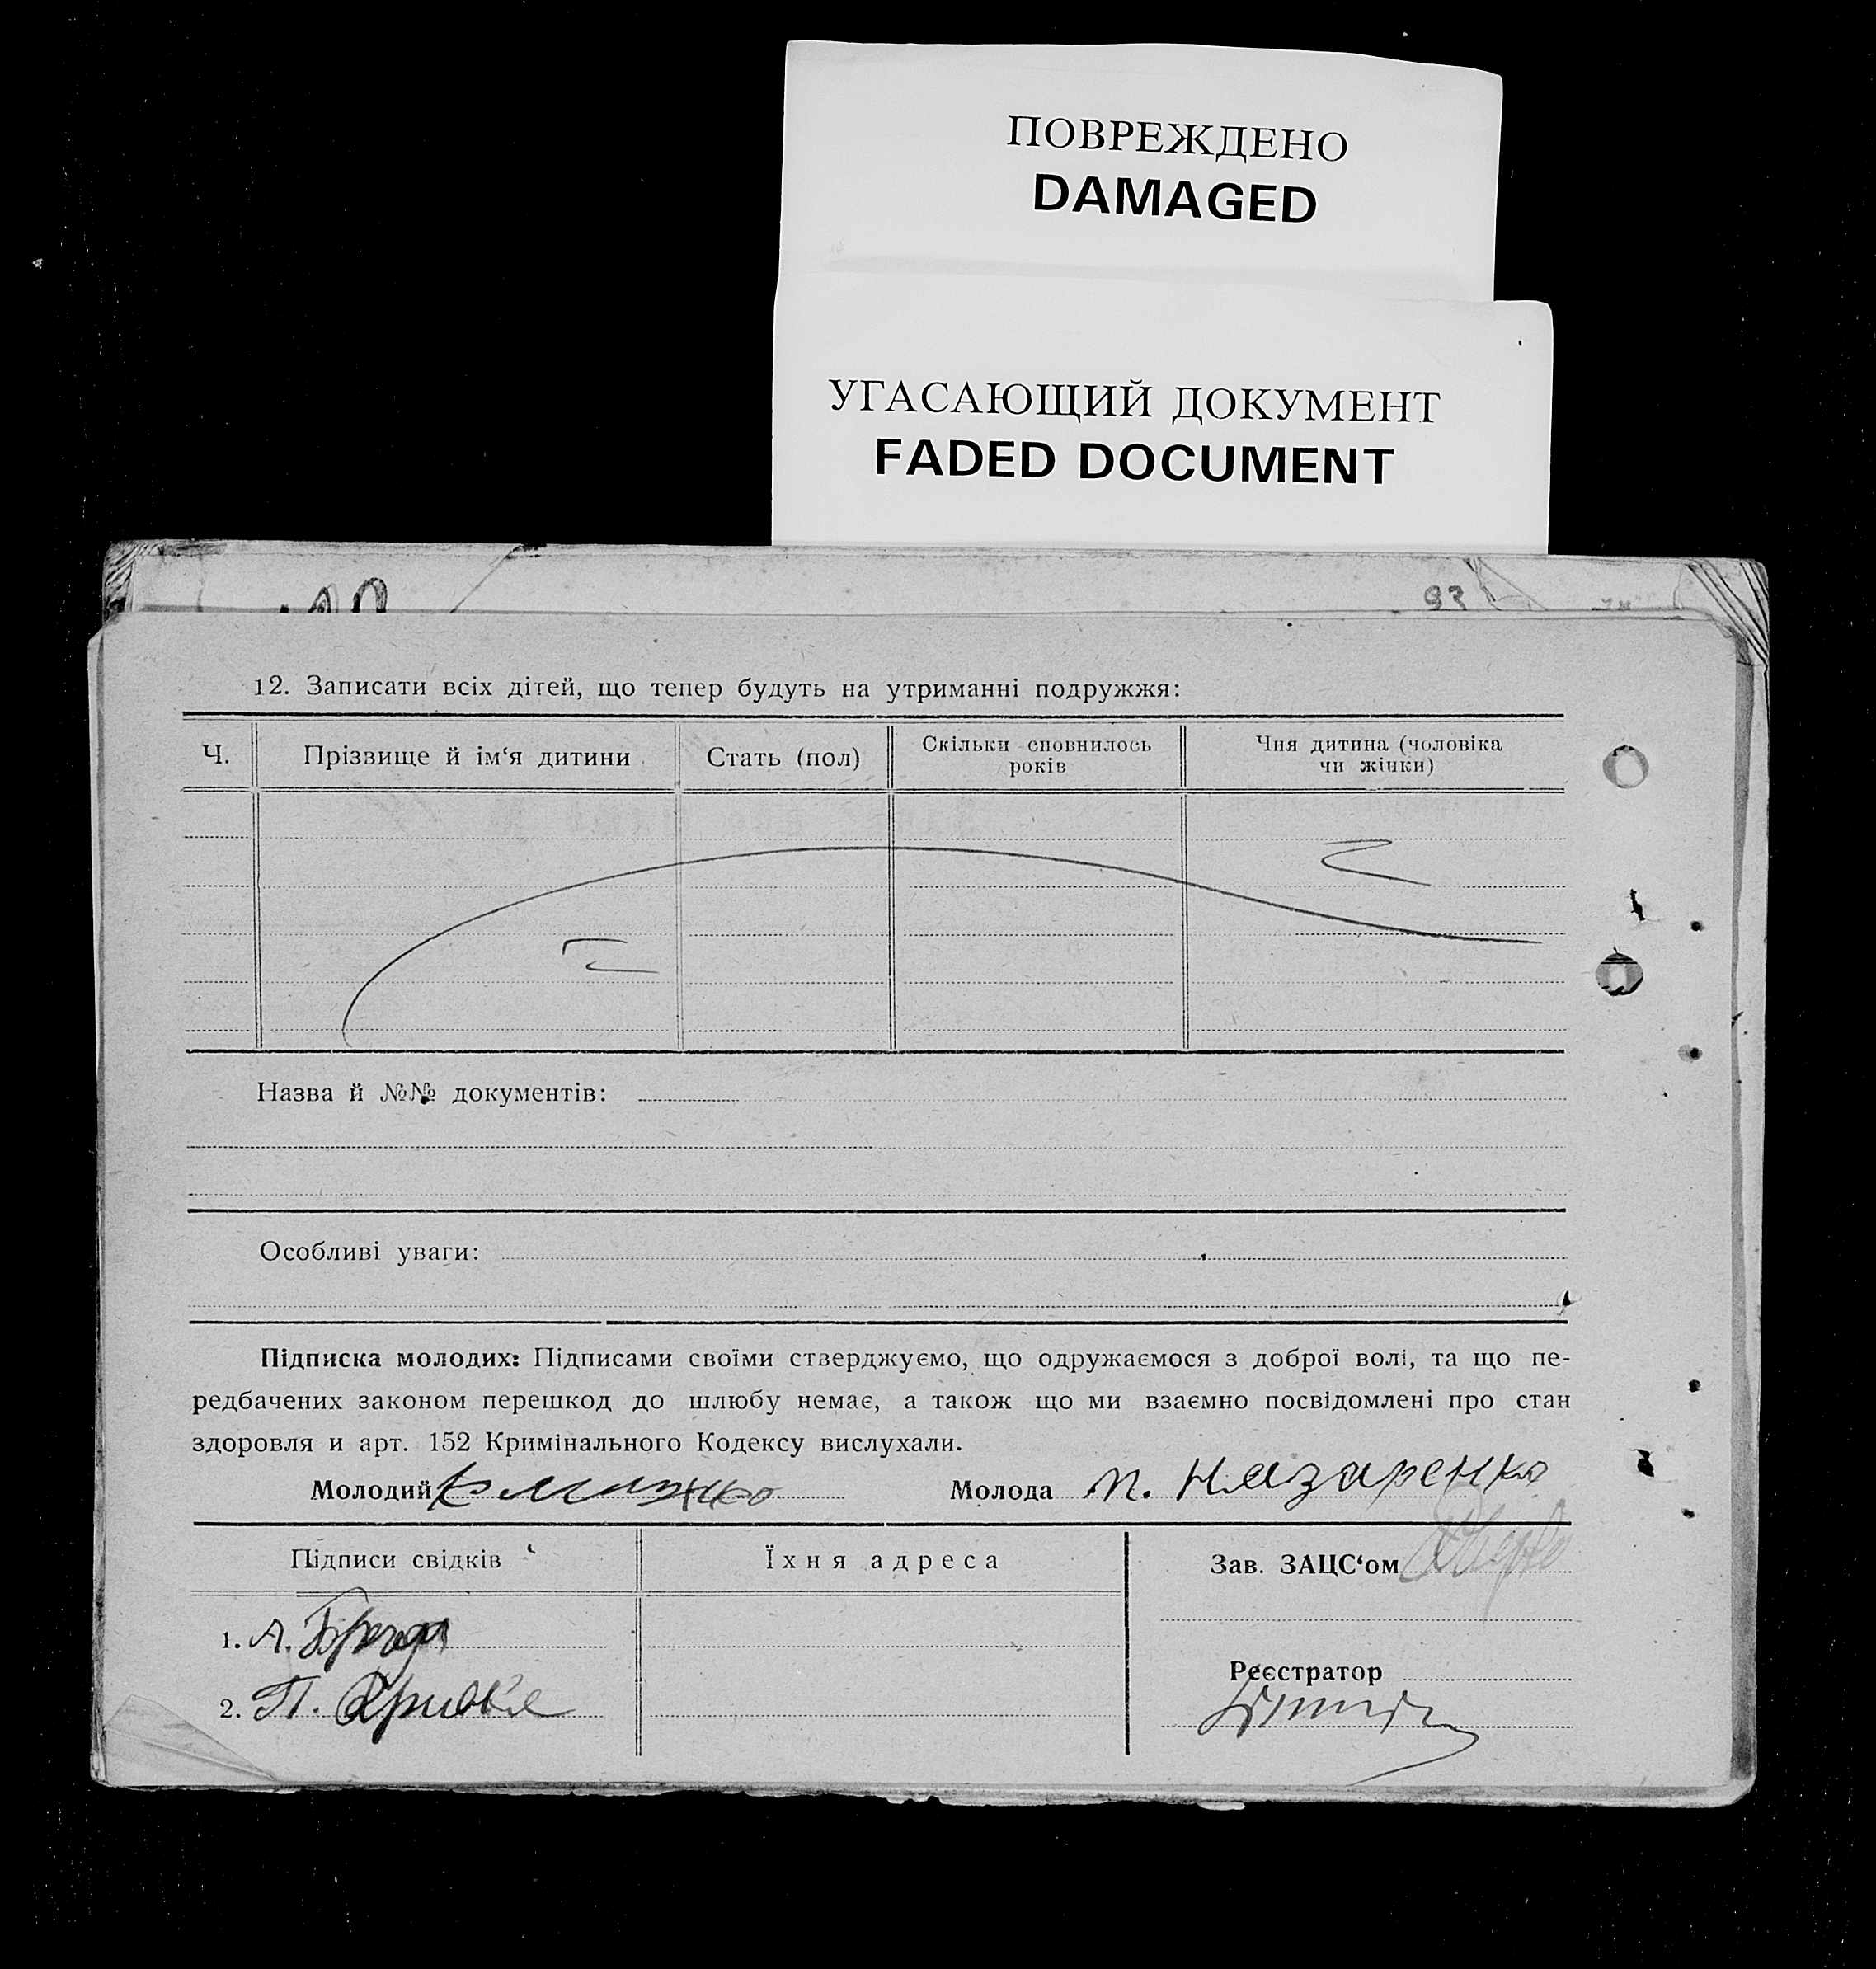 ПОВРЕЖДЕНО
DAMAGED
УГАСАЮЩИЙ ДОКУМЕНТ
FADED DOCUMENT
93
12. Записати всіх дітей, що тепер будуть на утриманні подружжя:
Ч. Прізвище й ім‘я дитини Стать (пол) Скільки сповнилось років Чия дитина (чоловіка чи жінки)
Назва й №№ документів:
Особливі уваги:
Підписка молодих: Підписами своїми стверджуємо, що одружаємося з доброї волі, та що пе-
редбачених законом перешкод до шлюбу немає, а також що ми взаємно посвідомлені про стан
здоровля и арт. 152 Кримінального Кодексу вислухали.
Молодий Молода П. Назаренко
Підписи свідків Їхня адреса Зав. ЗАЦС‘ом
1. А.
2. П.
Реєстратор